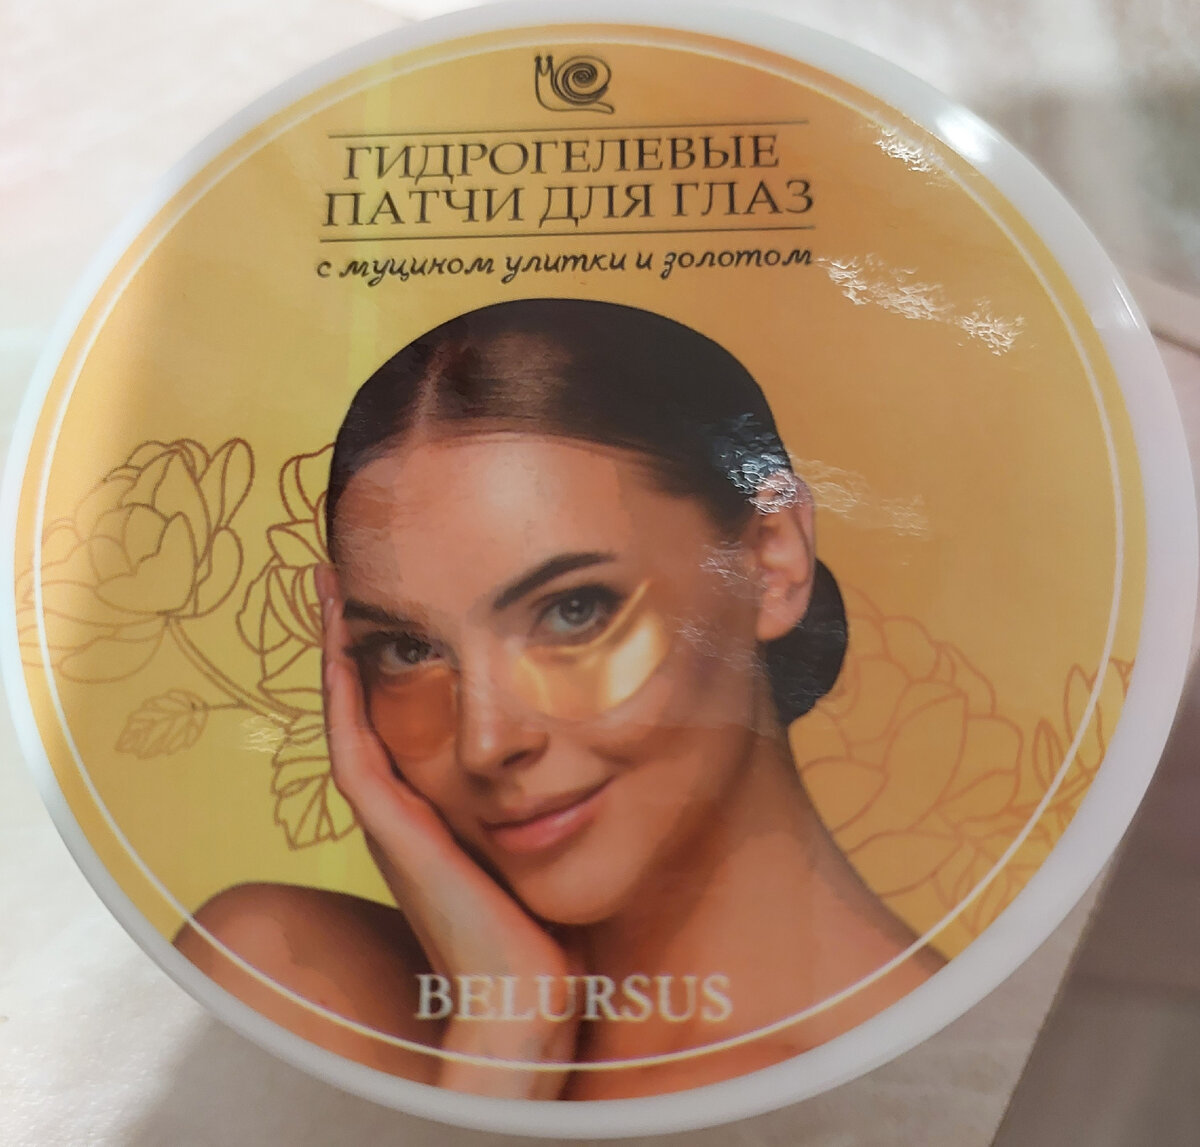 ГИДРОГЕЛЕВЫЕ
ПАТЧИ ДЛЯ ГЛАЗ
с муцином улитки и золотом
BELURSUS